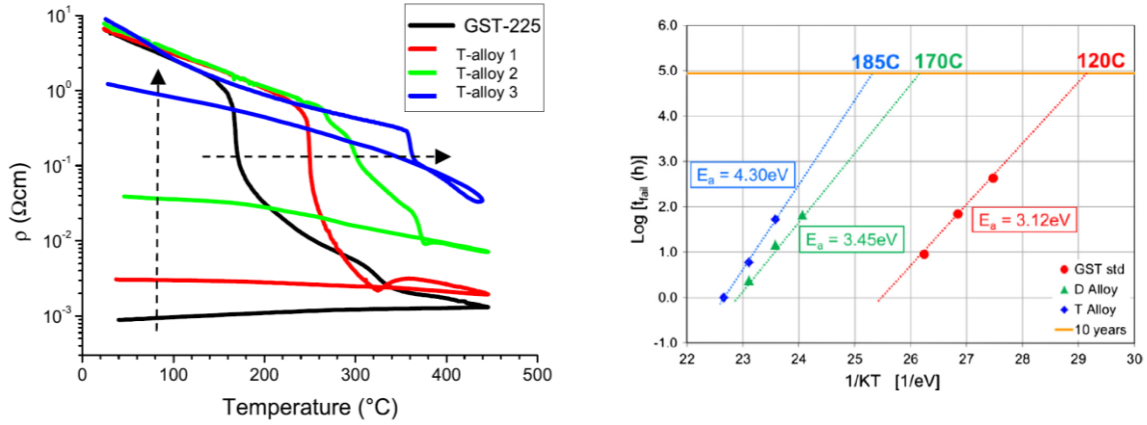 GST-225
T-alloy 1
T-alloy 2
T-alloy 3
10¹
10⁰
10⁻¹
10⁻²
10⁻³
ρ (Ωcm)
0 100 200 300 400 500
Temperature (°C)
185C 170C 120C
5.0
4.0
3.0
2.0
1.0
0.0
-1.0
Log [t_fail (h)]
E_a = 4.30eV
E_a = 3.45eV
E_a = 3.12eV
GST std
D Alloy
T Alloy
10 years
22 23 24 25 26 27 28 29 30
1/KT [1/eV]